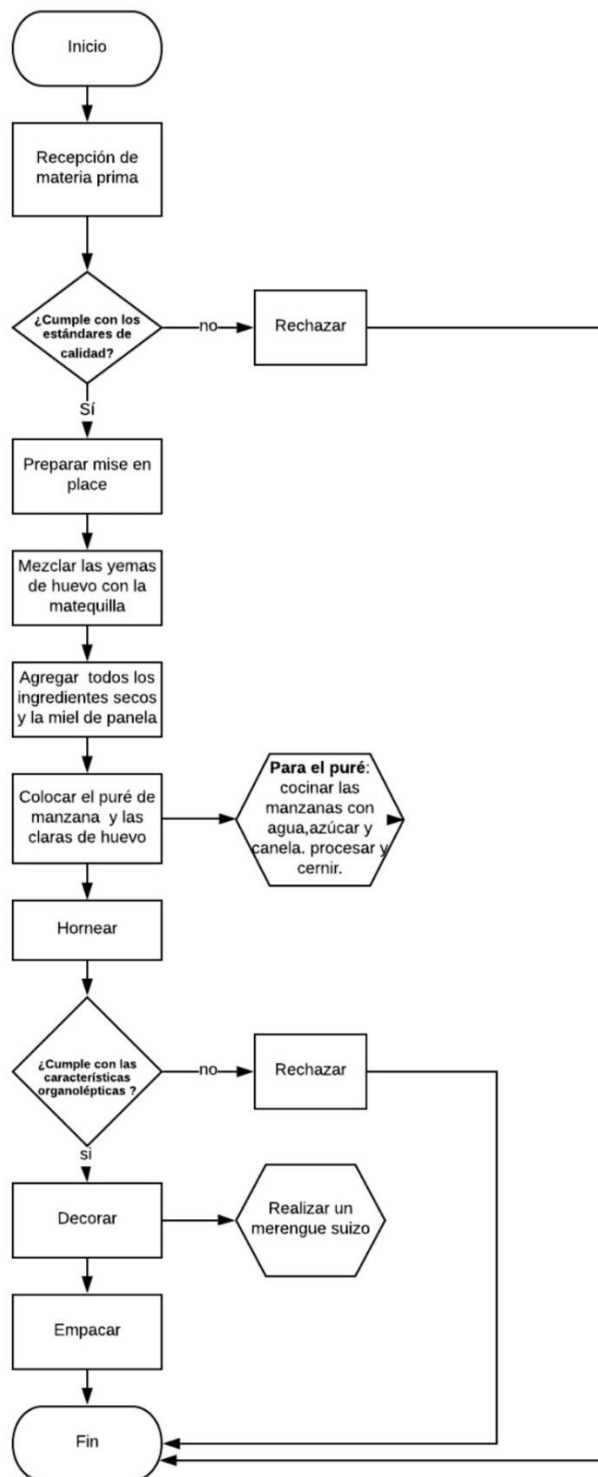 Inicio
Recepción de
materia prima
¿Cumple con los
estándares de
calidad?
no
Rechazar
Sí
Preparar mise en
place
Mezclar las yemas
de huevo con la
matequilla
Agregar todos los
ingredientes secos
y la miel de panela
Colocar el puré de
manzana y las
claras de huevo
Para el puré:
cocinar las
manzanas con
agua,azúcar y
canela. procesar y
cernir.
Hornear
¿Cumple con las
características
organolépticas ?
no
Rechazar
si
Decorar
Realizar un
merengue suizo
Empacar
Fin